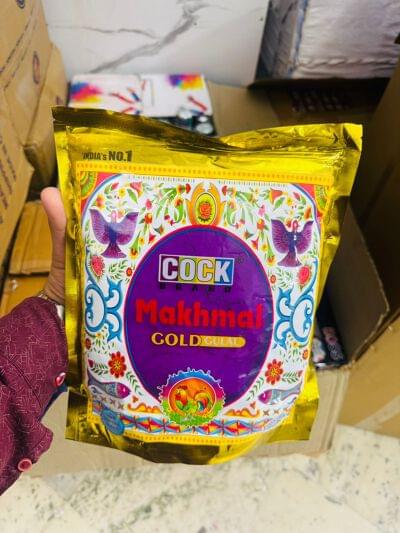 INDIA's NO.1
COCK
BRAND
Makhmal
GOLD GULAL